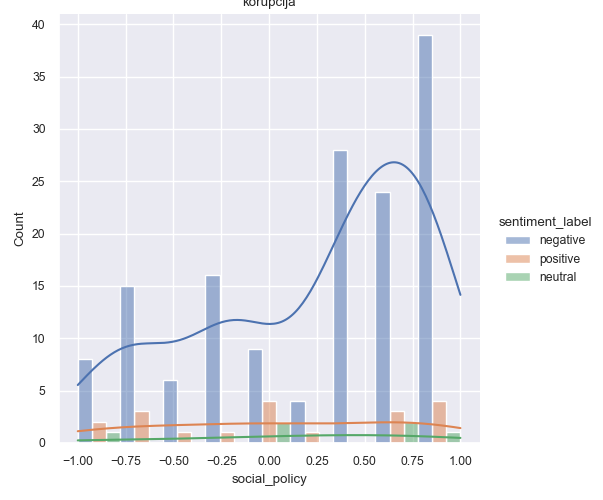 korupcija
40
35
30
25
20
15
10
5
0
Count
−1.00 −0.75 −0.50 −0.25 0.00 0.25 0.50 0.75 1.00
social_policy
sentiment_label
negative
positive
neutral